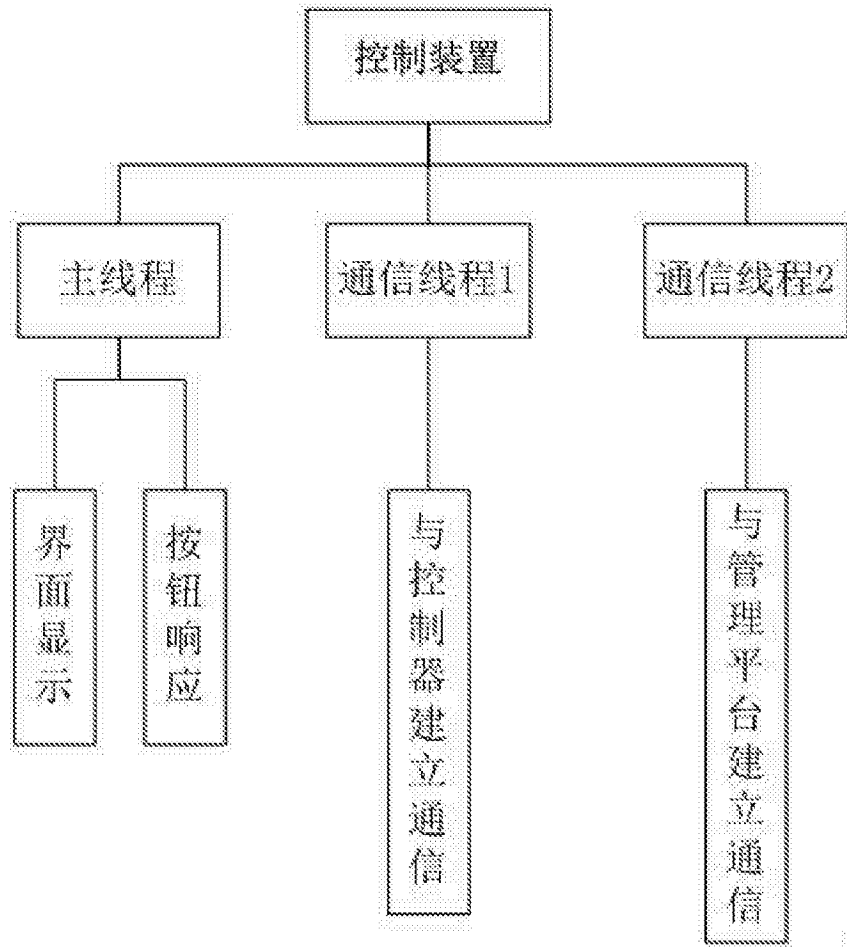 控制装置
主线程
通信线程1
通信线程2
界面显示
按钮响应
与控制器建立通信
与管理平台建立通信